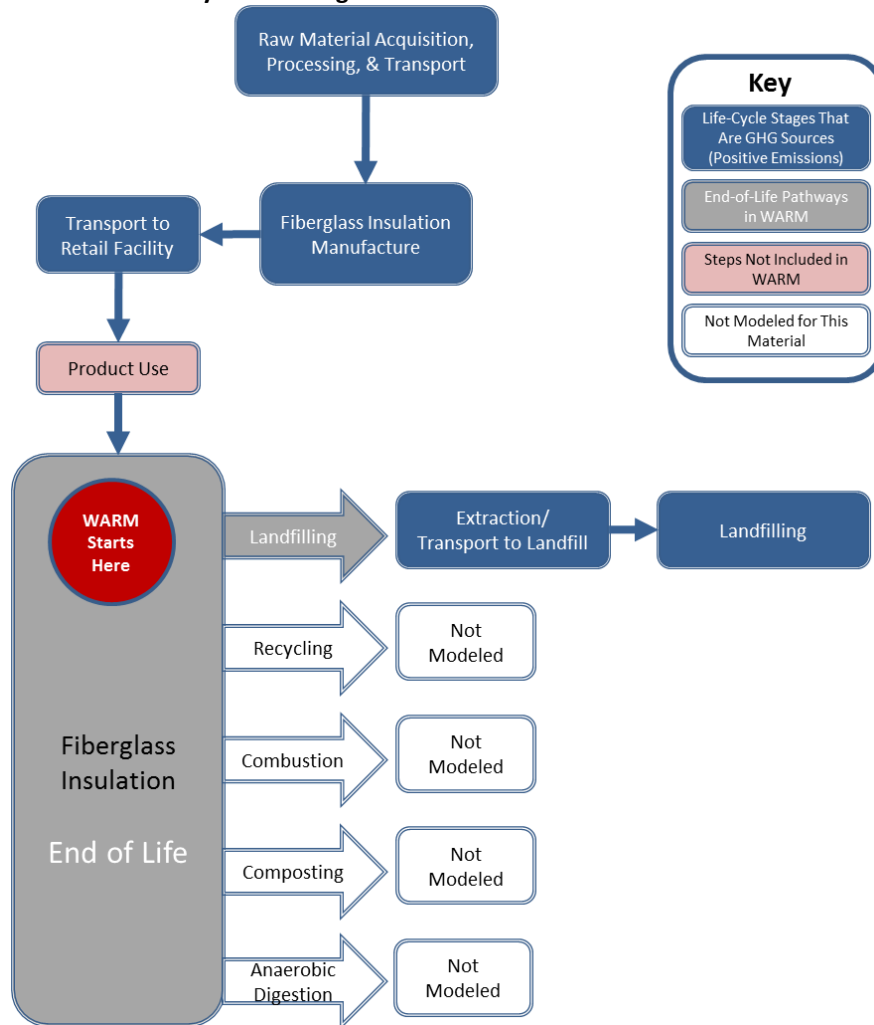 Raw Material Acquisition,
Processing, & Transport
Key
Life-Cycle Stages That
Are GHG Sources
(Positive Emissions)
End-of-Life Pathways
in WARM
Steps Not Included in
WARM
Not Modeled for This
Material
Transport to
Retail Facility
Fiberglass Insulation
Manufacture
Product Use
WARM
Starts
Here
Landfilling
Extraction/
Transport to Landfill
Landfilling
Recycling
Not
Modeled
Combustion
Not
Modeled
Fiberglass
Insulation
End of Life
Composting
Not
Modeled
Anaerobic
Digestion
Not
Modeled